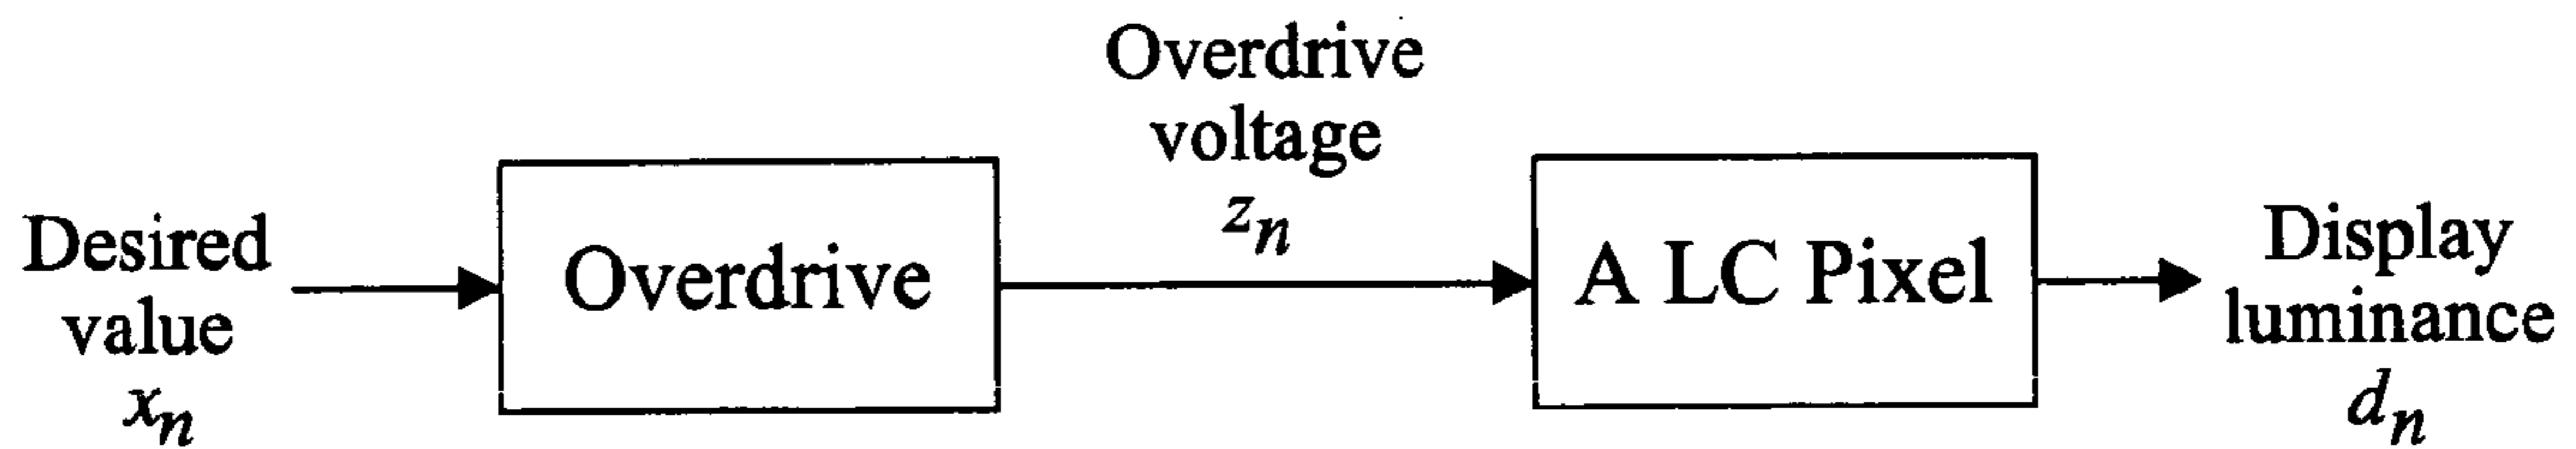 Desired
value
xₙ
Overdrive
Overdrive
voltage
zₙ
A LC Pixel
Display
luminance
dₙ